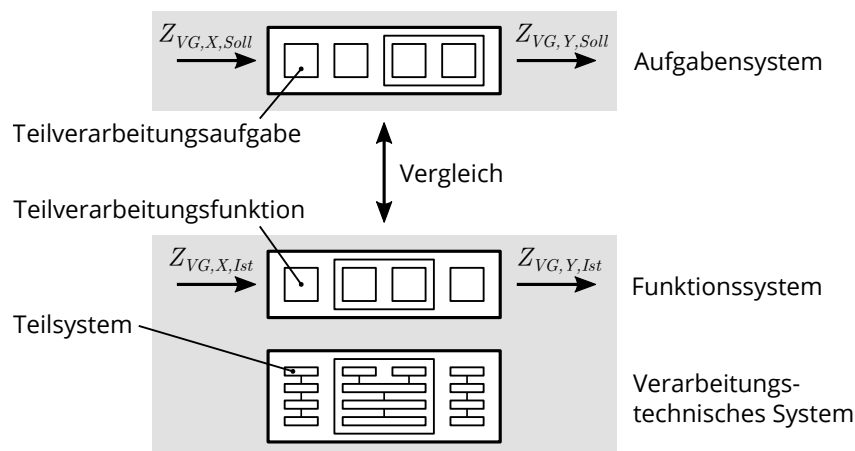 Z_{VG,X,Soll}
Z_{VG,Y,Soll}
Aufgabensystem
Teilverarbeitungsaufgabe
Vergleich
Teilverarbeitungsfunktion
Z_{VG,X,Ist}
Z_{VG,Y,Ist}
Funktionssystem
Teilsystem
Verarbeitungs-
technisches System